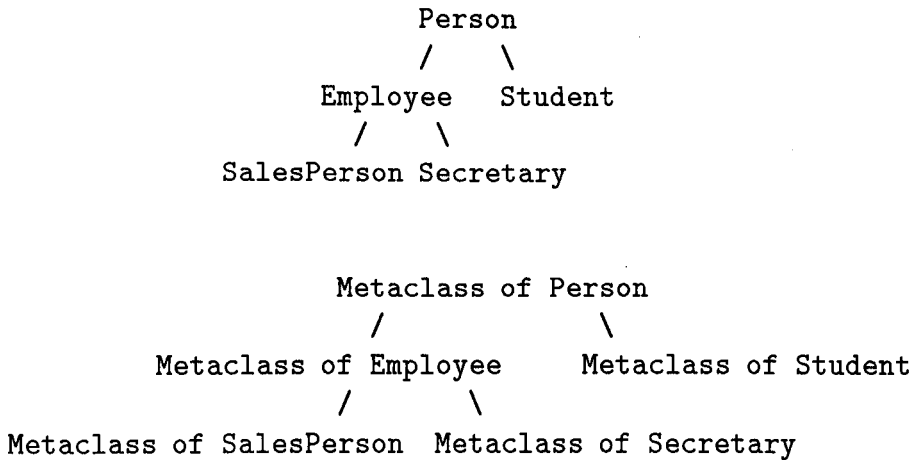 Person
/ \
Employee Student
/ \
SalesPerson Secretary
Metaclass of Person
/ \
Metaclass of Employee Metaclass of Student
/ \
Metaclass of SalesPerson Metaclass of Secretary